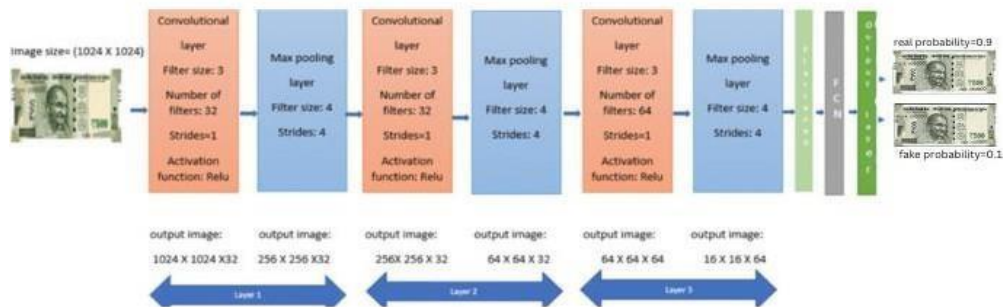 Image size= (1024 X 1024)
Convolutional
layer
Filter size: 3
Number of
filters: 32
Strides=1
Activation
function: Relu
Max pooling
layer
Filter size: 4
Strides: 4
Convolutional
layer
Filter size: 3
Number of
filters: 32
Strides=1
Activation
function: Relu
Max pooling
layer
Filter size: 4
Strides: 4
Convolutional
layer
Filter size: 3
Number of
filters: 64
Strides=1
Activation
function: Relu
Max pooling
layer
Filter size: 4
Strides: 4
FCN
real probability=0.9
fake probability=0.1
output image:
1024 X 1024 X32
output image:
256 X 256 X32
output image:
256X 256 X 32
output image:
64 X 64 X 32
output image:
64 X 64 X 64
output image:
16 X 16 X 64
Layer 1
Layer 2